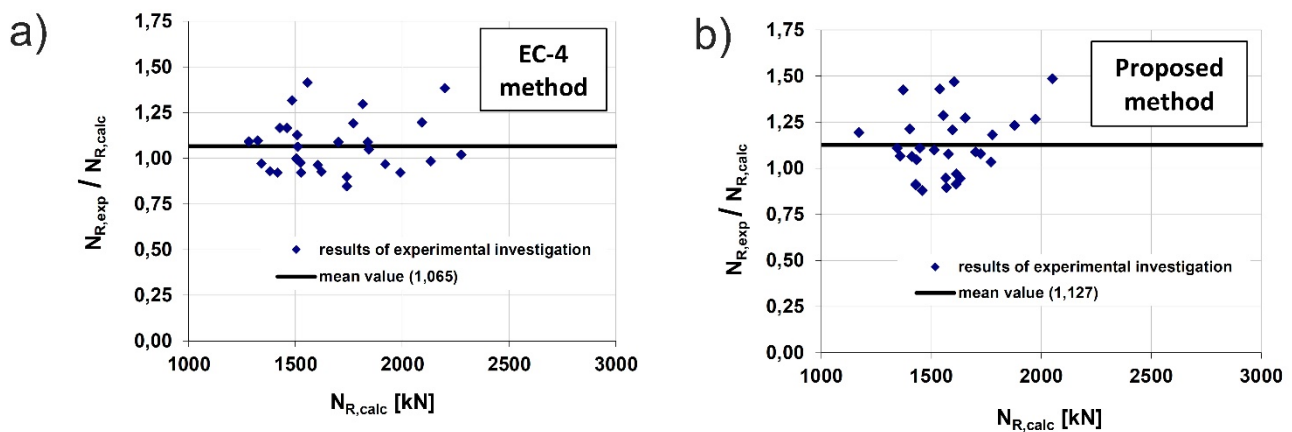 a)
1,75
1,50
1,25
1,00
0,75
0,50
0,25
0,00
N_R,exp / N_R,calc
EC-4
method
results of experimental investigation
mean value (1,065)
1000 1500 2000 2500 3000
N_R,calc [kN]
b)
1,75
1,50
1,25
1,00
0,75
0,50
0,25
0,00
N_R,exp / N_R,calc
Proposed
method
results of experimental investigation
mean value (1,127)
1000 1500 2000 2500 3000
N_R,calc [kN]